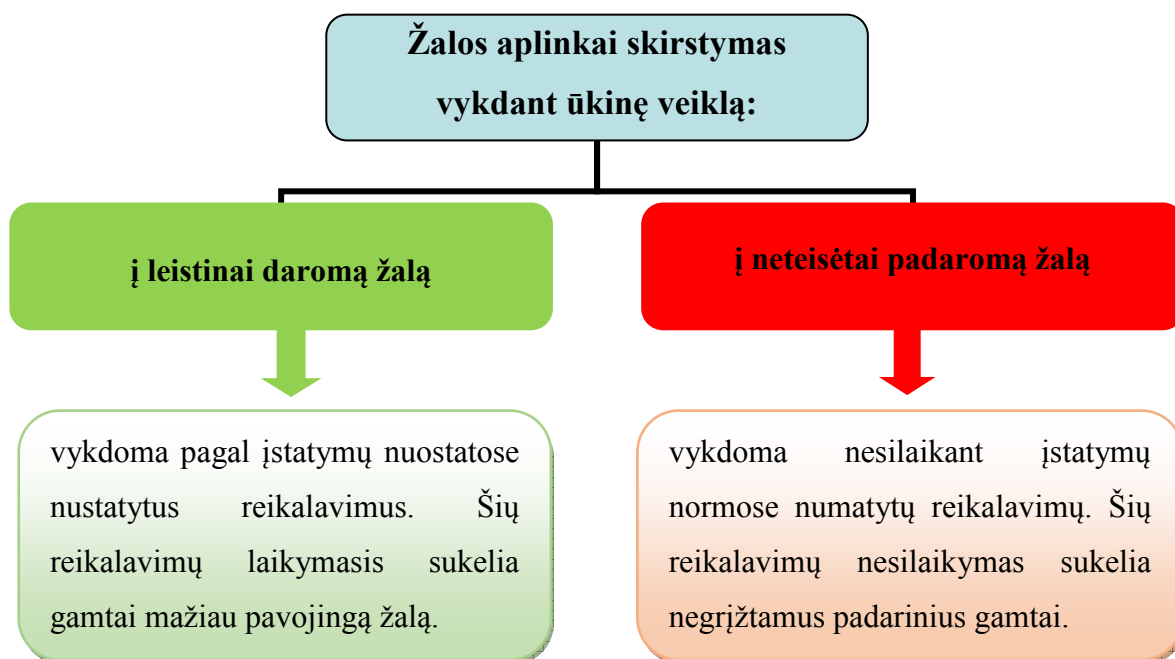 Žalos aplinkai skirstymas
vykdant ūkinę veiklą:
į leistinai daromą žalą
į neteisėtai padaromą žalą
vykdoma pagal įstatymų nuostatose
nustatytus reikalavimus. Šių
reikalavimų laikymasis sukelia
gamtai mažiau pavojingą žalą.
vykdoma nesilaikant įstatymų
normose numatytų reikalavimų. Šių
reikalavimų nesilaikymas sukelia
negrįžtamus padarinius gamtai.